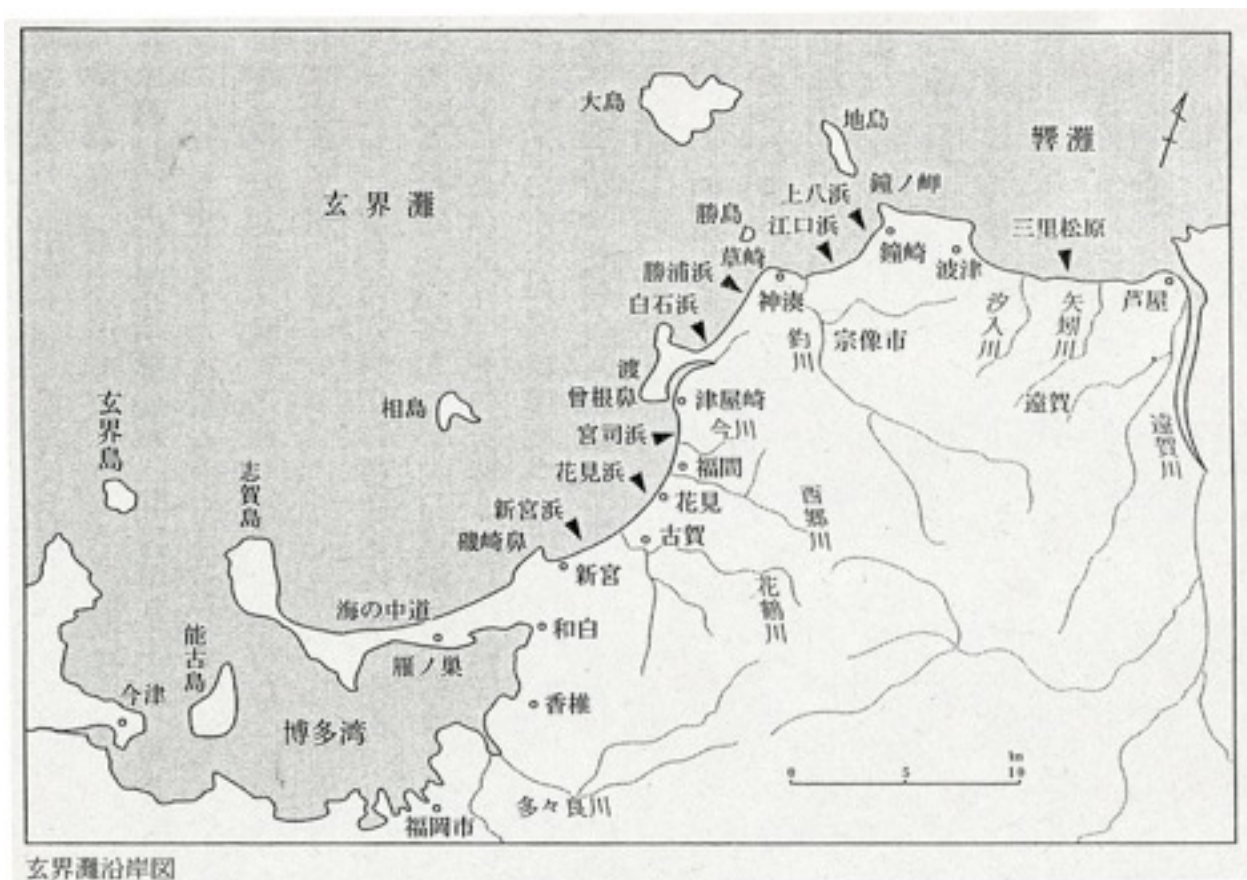 大島
地島
響灘
玄界灘
鐘ノ岬
上八浜
勝島
江口浜
草崎
鐘崎
波津
三里松原
勝浦浜
白石浜
神湊
汐入川
矢矧川
芦屋
釣川
宗像市
渡
曾根鼻
津屋崎
遠賀
遠賀川
玄界島
相島
今川
宮司浜
福間
志賀島
花見浜
花見
西郷川
新宮浜
磯崎鼻
古賀
新宮
花鶴川
海の中道
和白
能古島
雁ノ巣
今津
香椎
博多湾
km
0 5 10
多々良川
福岡市
玄界灘沿岸図